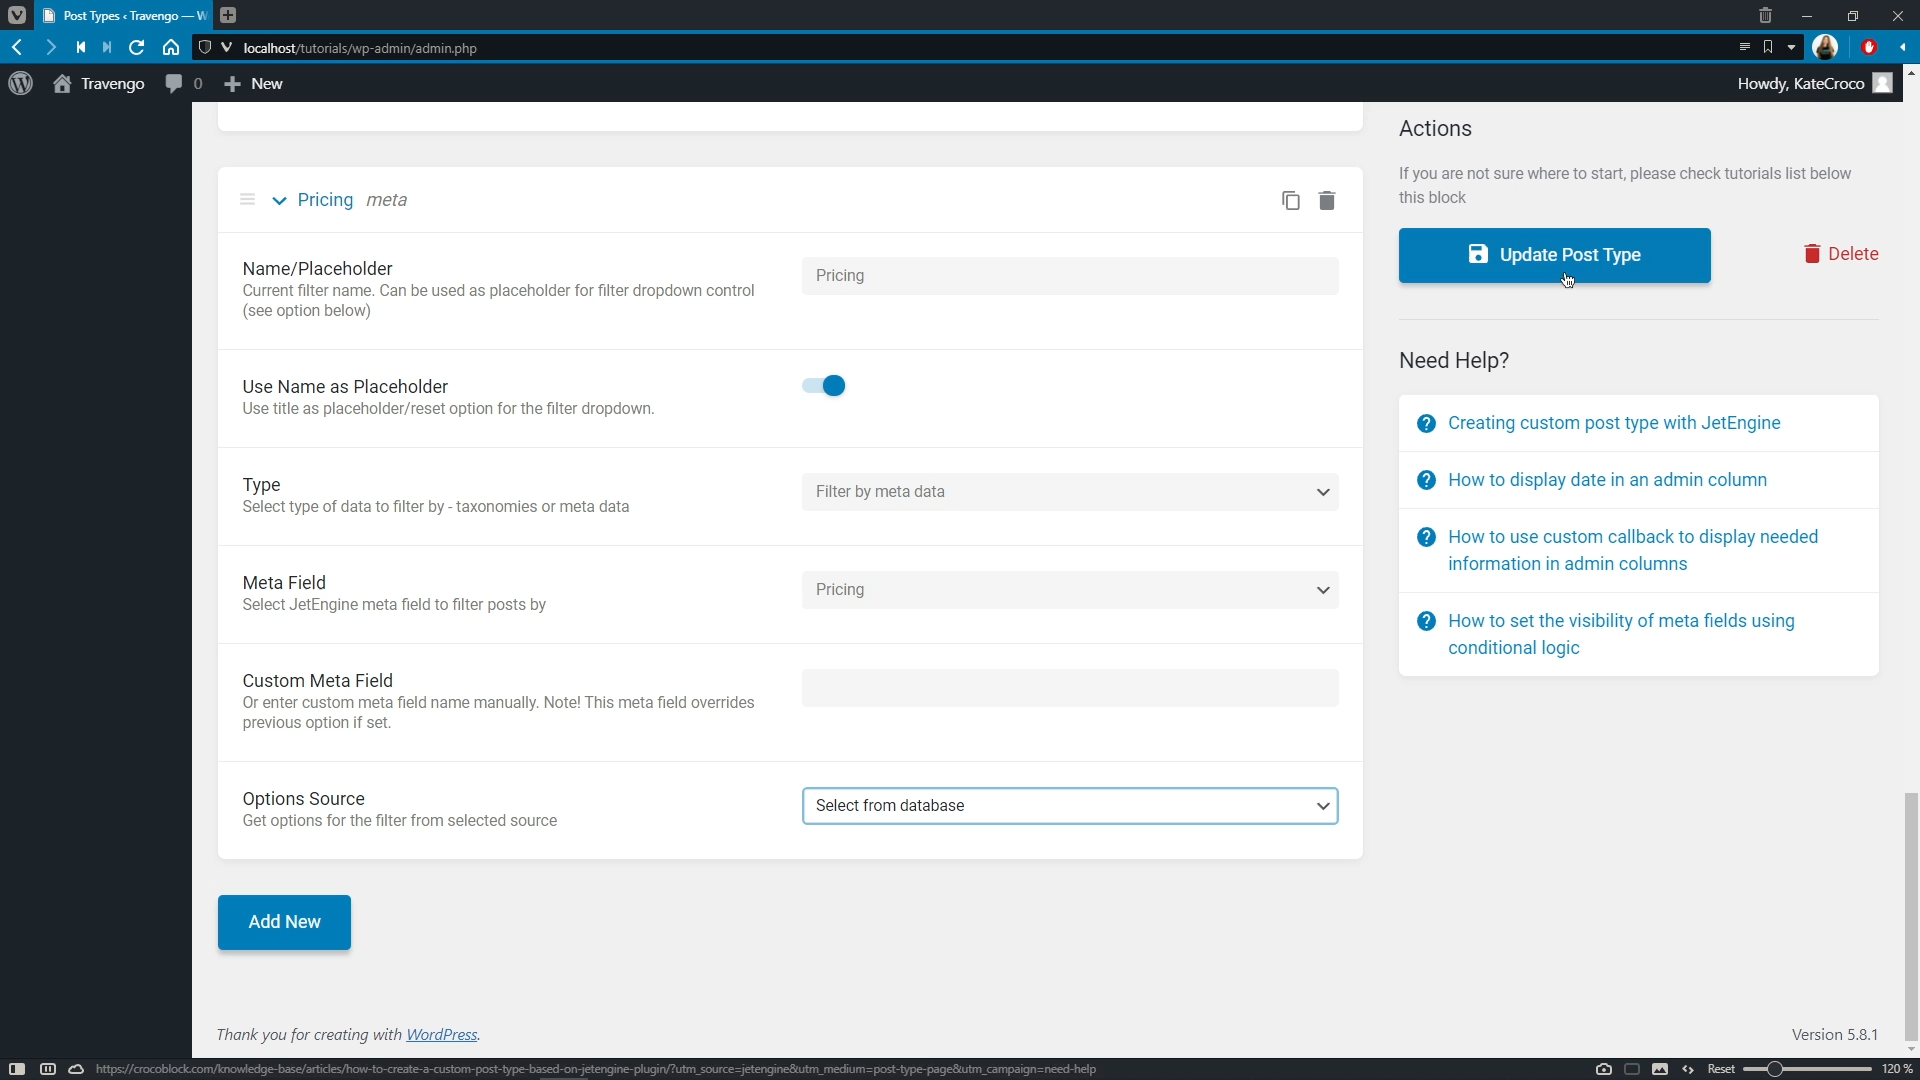 Post Types ‹ Travengo — W
localhost/tutorials/wp-admin/admin.php
Travengo 0 New
Howdy, KateCroco
Pricing meta
Name/Placeholder
Current filter name. Can be used as placeholder for filter dropdown control
(see option below)
Pricing
Use Name as Placeholder
Use title as placeholder/reset option for the filter dropdown.
Type
Select type of data to filter by - taxonomies or meta data
Filter by meta data
Meta Field
Select JetEngine meta field to filter posts by
Pricing
Custom Meta Field
Or enter custom meta field name manually. Note! This meta field overrides
previous option if set.
Options Source
Get options for the filter from selected source
Select from database
Add New
Actions
If you are not sure where to start, please check tutorials list below
this block
Update Post Type
Delete
Need Help?
Creating custom post type with JetEngine
How to display date in an admin column
How to use custom callback to display needed
information in admin columns
How to set the visibility of meta fields using
conditional logic
Thank you for creating with WordPress.
Version 5.8.1
https://crocoblock.com/knowledge-base/articles/how-to-create-a-custom-post-type-based-on-jetengine-plugin/?utm_source=jetengine&utm_medium=post-type-page&utm_campaign=need-help
Reset
120 %